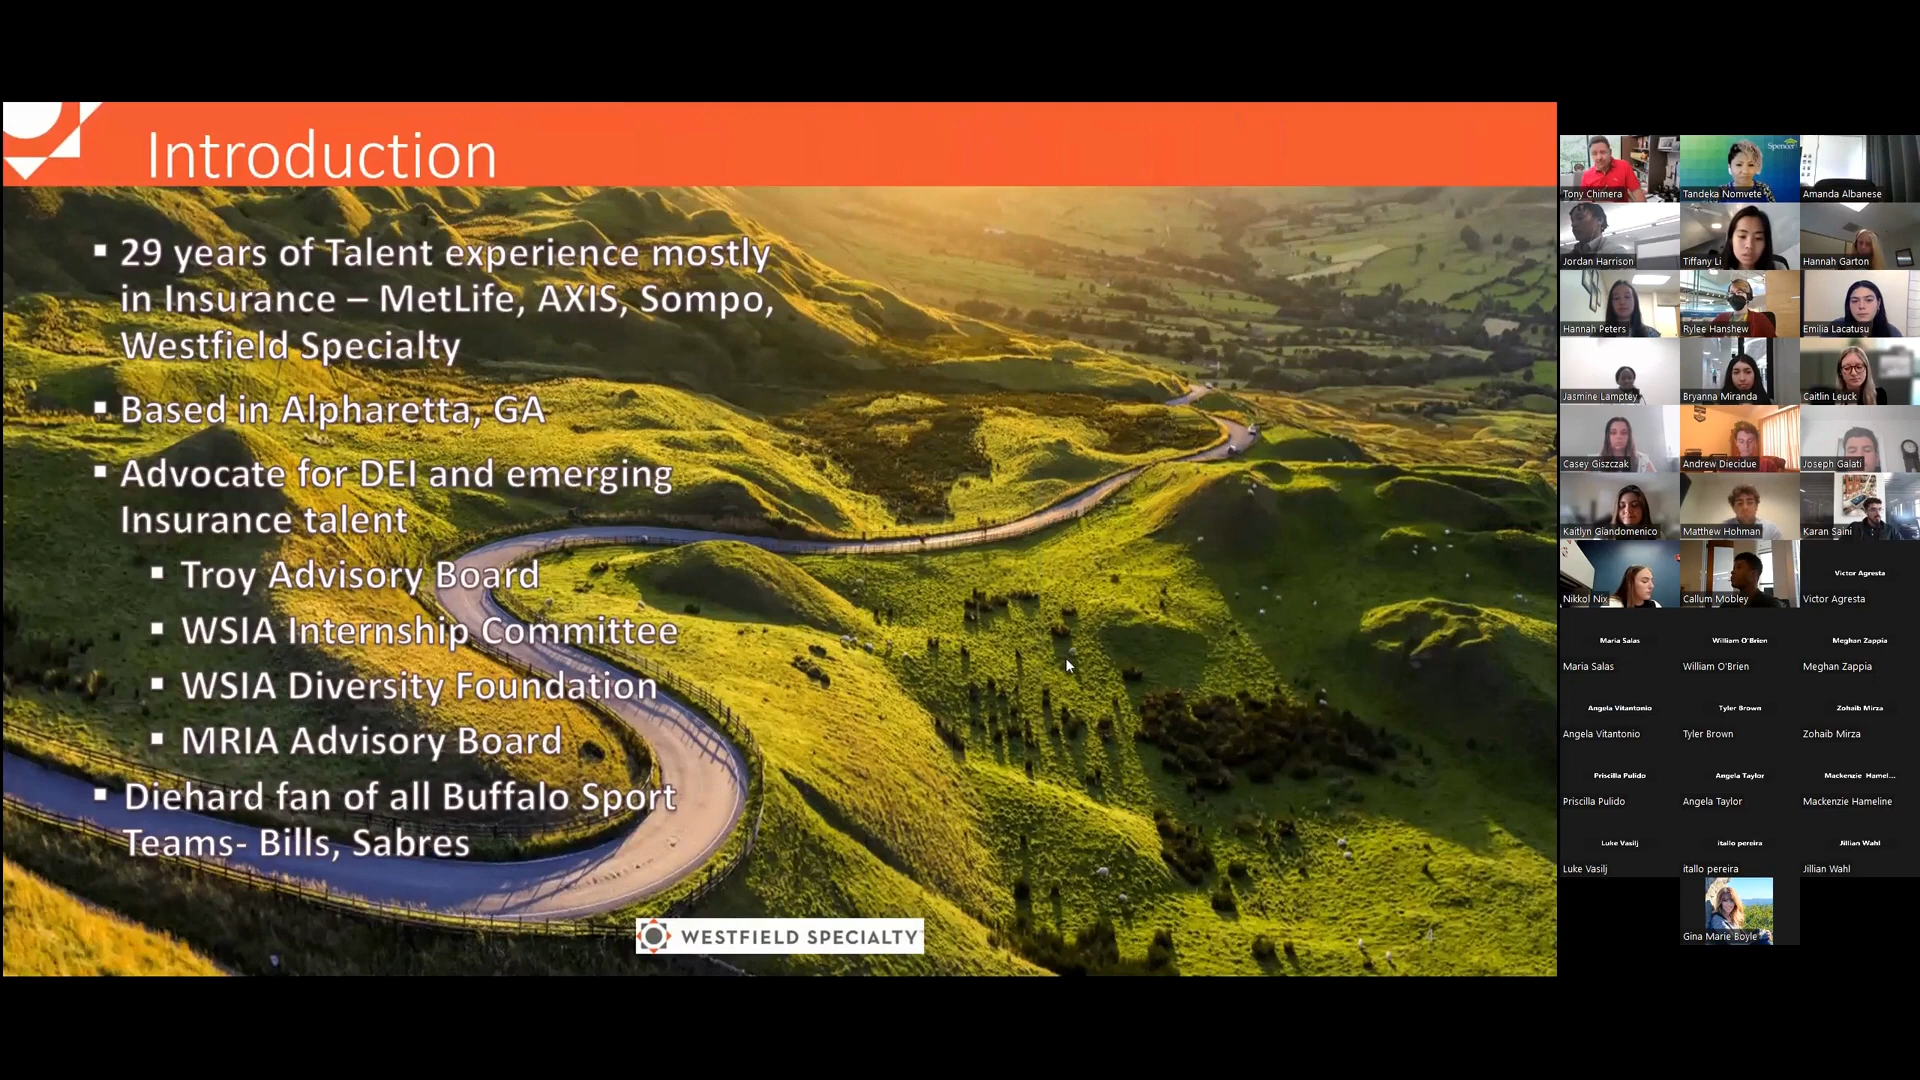 Introduction
▪ 29 years of Talent experience mostly
in Insurance – MetLife, AXIS, Sompo,
Westfield Specialty
▪ Based in Alpharetta, GA
▪ Advocate for DEI and emerging
Insurance talent
▪ Troy Advisory Board
▪ WSIA Internship Committee
▪ WSIA Diversity Foundation
▪ MRIA Advisory Board
▪ Diehard fan of all Buffalo Sport
Teams- Bills, Sabres
WESTFIELD SPECIALTY
4
Spencer
Tony Chimera
Tandeka Nomvete
Amanda Albanese
Jordan Harrison
Tiffany Li
Hannah Garton
Hannah Peters
Rylee Hanshew
Emilia Lacatusu
Jasmine Lamptey
Bryanna Miranda
Caitlin Leuck
Casey Giszczak
Andrew Diecidue
Joseph Galati
Kaitlyn Giandomenico
Matthew Hohman
Karan Saini
Nikkol Nix
Callum Mobley
Victor Agresta
Victor Agresta
Maria Salas
William O'Brien
Meghan Zappia
Maria Salas
William O'Brien
Meghan Zappia
Angela Vitantonio
Tyler Brown
Zohaib Mirza
Angela Vitantonio
Tyler Brown
Zohaib Mirza
Priscilla Pulido
Angela Taylor
Mackenzie Hamel...
Priscilla Pulido
Angela Taylor
Mackenzie Hameline
Luke Vasilj
itallo pereira
Jillian Wahl
Luke Vasilj
itallo pereira
Jillian Wahl
Gina Marie Boyle